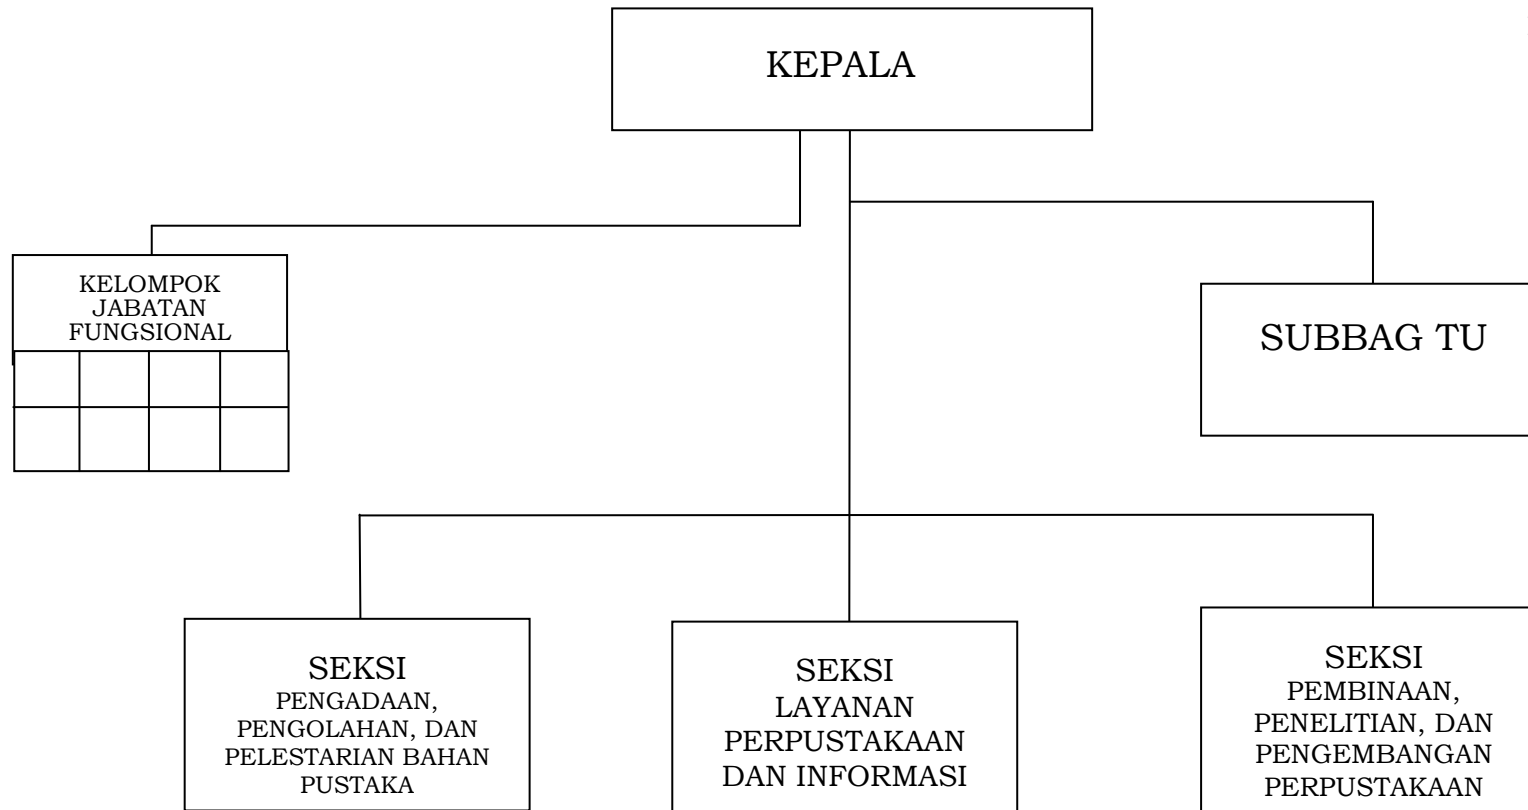 KEPALA
KELOMPOK
JABATAN
FUNGSIONAL
SUBBAG TU
SEKSI
PENGADAAN,
PENGOLAHAN, DAN
PELESTARIAN BAHAN
PUSTAKA
SEKSI
LAYANAN
PERPUSTAKAAN
DAN INFORMASI
SEKSI
PEMBINAAN,
PENELITIAN, DAN
PENGEMBANGAN
PERPUSTAKAAN